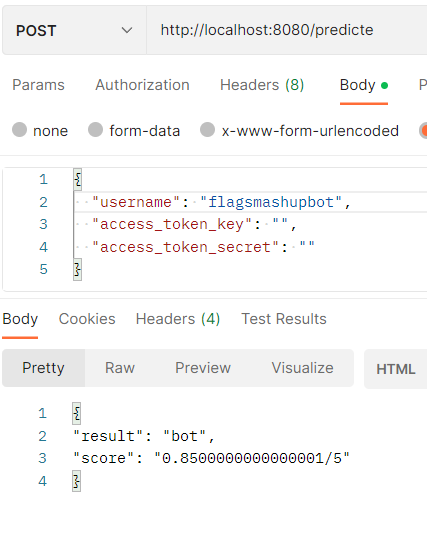 POST http://localhost:8080/predicte
Params Authorization Headers (8) Body P
none form-data x-www-form-urlencoded
1 {
2 "username": "flagsmashupbot",
3 "access_token_key": "",
4 "access_token_secret": ""
5 }
Body Cookies Headers (4) Test Results
Pretty Raw Preview Visualize HTML
1 {
2 "result": "bot",
3 "score": "0.8500000000000001/5"
4 }